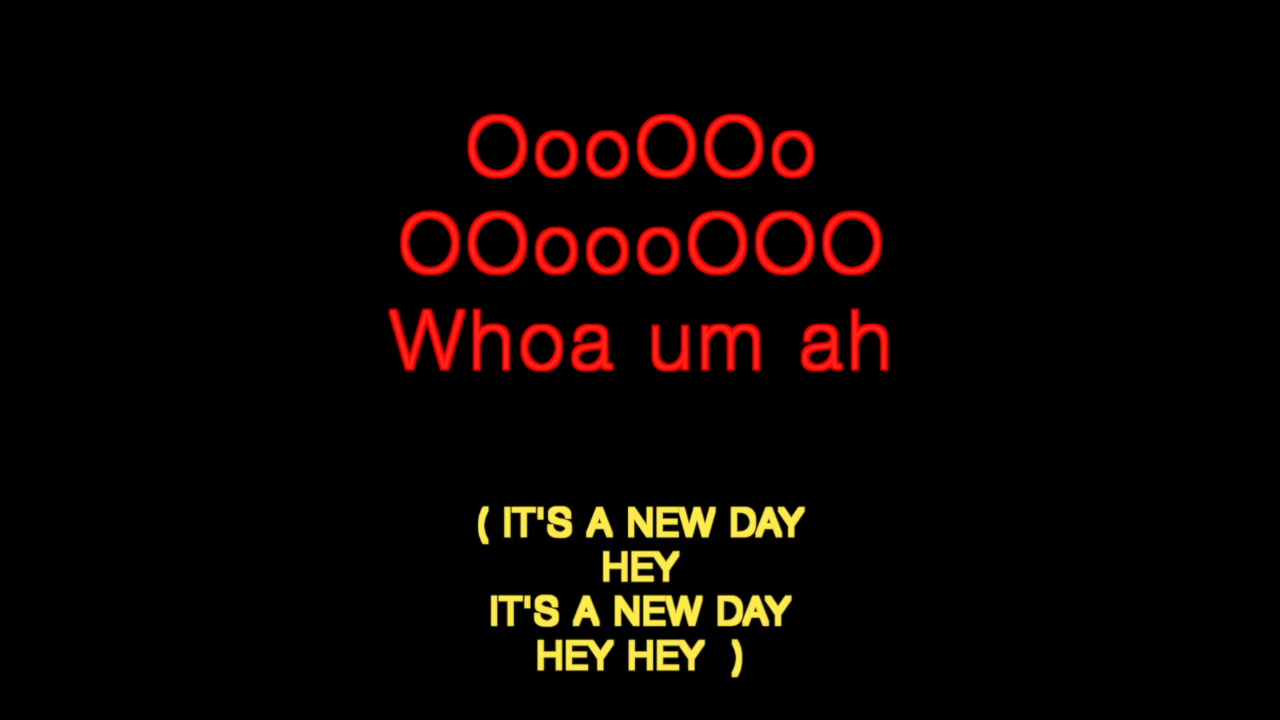 OooOOo
OOoooOOO
Whoa um ah
( IT'S A NEW DAY
HEY
IT'S A NEW DAY
HEY HEY )